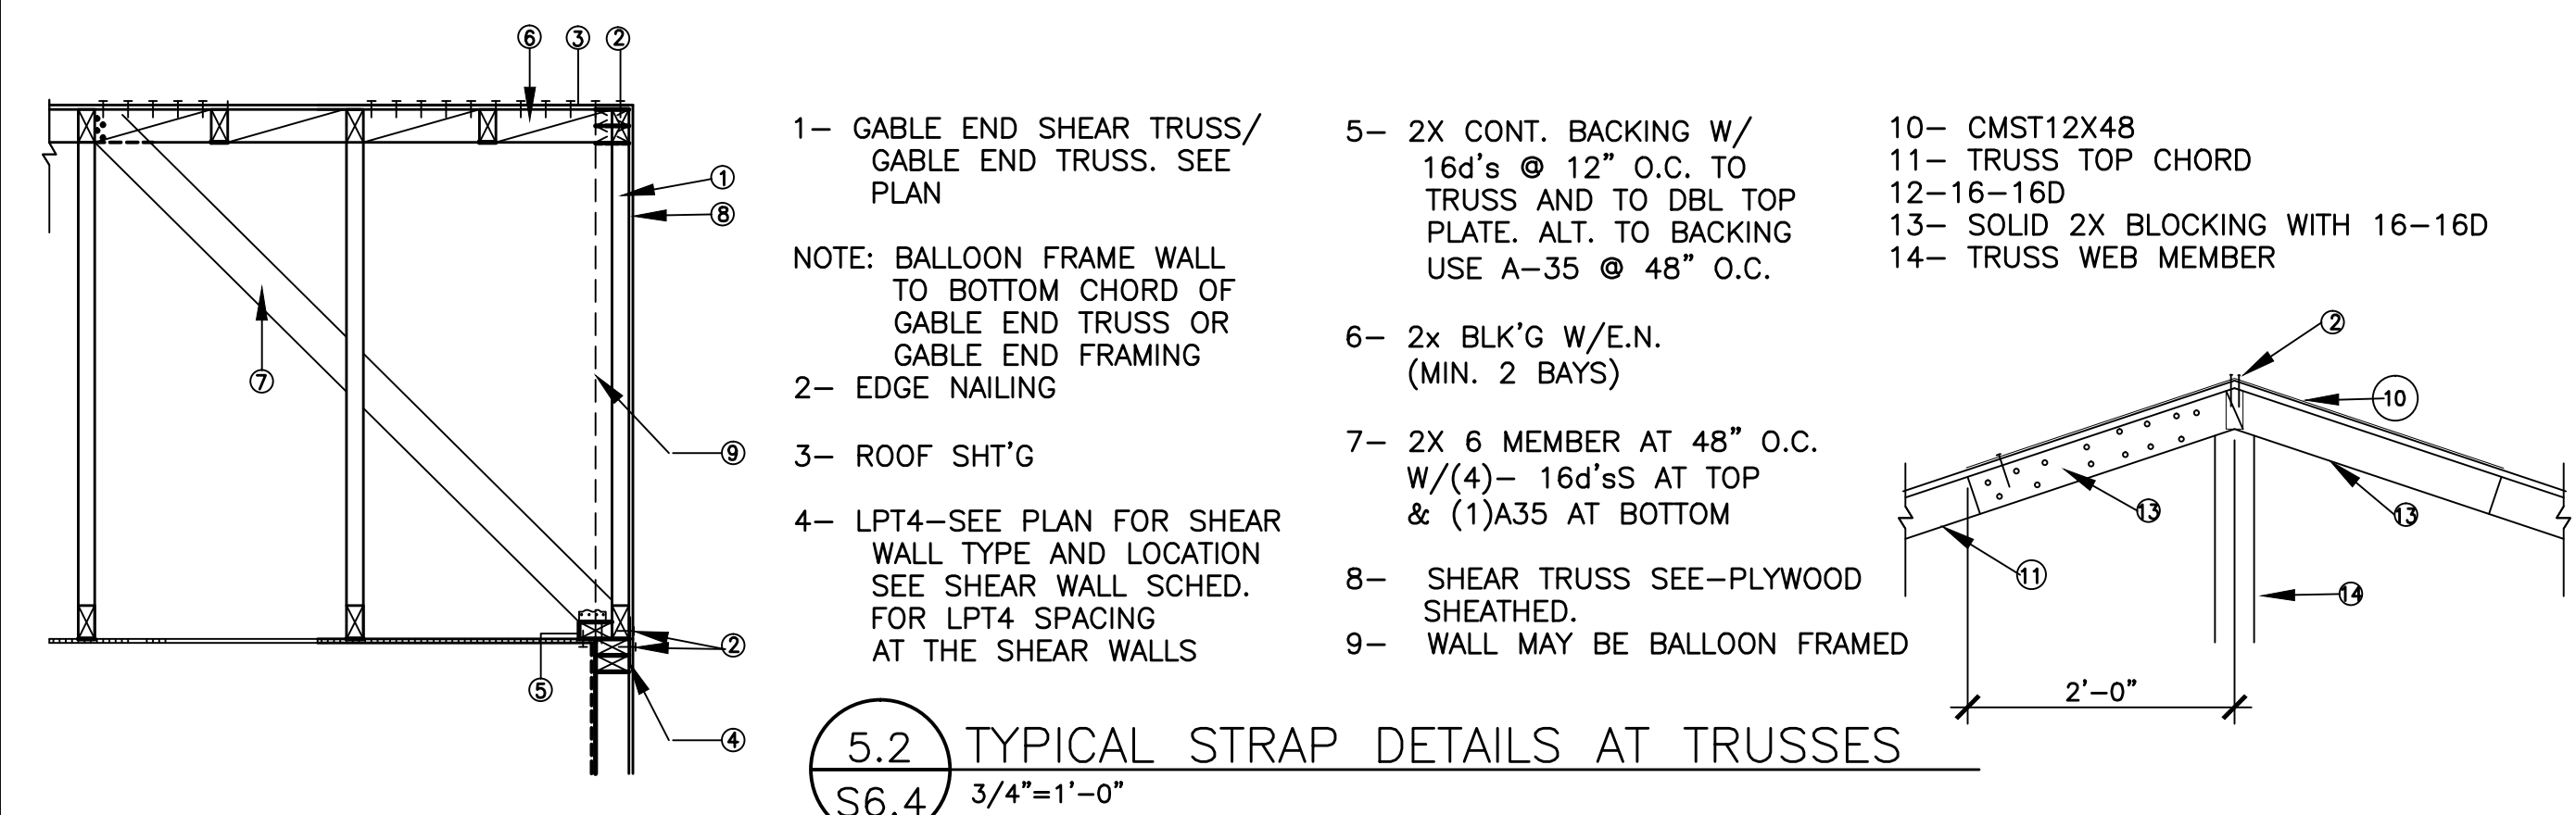 6 3 2
1
8
7
9
2
5
4
1– GABLE END SHEAR TRUSS/
GABLE END TRUSS. SEE
PLAN
NOTE: BALLOON FRAME WALL
TO BOTTOM CHORD OF
GABLE END TRUSS OR
GABLE END FRAMING
2– EDGE NAILING
3– ROOF SHT'G
4– LPT4–SEE PLAN FOR SHEAR
WALL TYPE AND LOCATION
SEE SHEAR WALL SCHED.
FOR LPT4 SPACING
AT THE SHEAR WALLS
5– 2X CONT. BACKING W/
16d's @ 12" O.C. TO
TRUSS AND TO DBL TOP
PLATE. ALT. TO BACKING
USE A–35 @ 48" O.C.
6– 2x BLK'G W/E.N.
(MIN. 2 BAYS)
7– 2X 6 MEMBER AT 48" O.C.
W/(4)– 16d'sS AT TOP
& (1)A35 AT BOTTOM
8– SHEAR TRUSS SEE–PLYWOOD
SHEATHED.
9– WALL MAY BE BALLOON FRAMED
10– CMST12X48
11– TRUSS TOP CHORD
12–16–16D
13– SOLID 2X BLOCKING WITH 16–16D
14– TRUSS WEB MEMBER
2
10
13
13
11
14
2'–0"
5.2
S6.4
TYPICAL STRAP DETAILS AT TRUSSES
3/4"=1'–0"